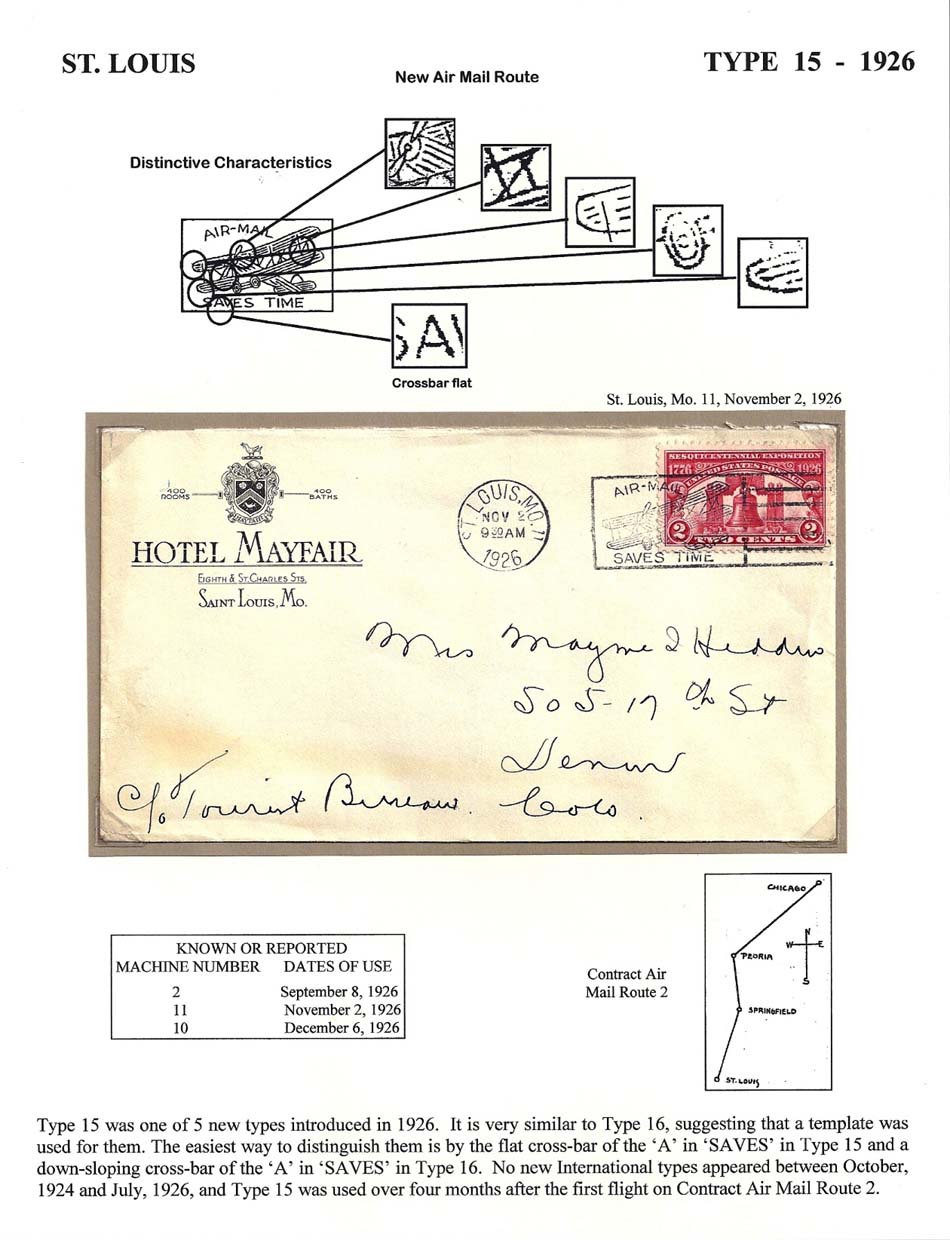 ST. LOUIS
TYPE 15 - 1926
New Air Mail Route
Distinctive Characteristics
AIR-MAIL
SAVES TIME
SAV
Crossbar flat
St. Louis, Mo. 11, November 2, 1926
400 ROOMS
400 BATHS
MAYFAIR
HOTEL MAYFAIR
EIGHTH & ST. CHARLES STS.
SAINT LOUIS, MO.
ST. LOUIS, MO. 11
NOV 2
9 30 AM
1926
AIR-MAIL
SAVES TIME
SESQUICENTENNIAL EXPOSITION
1776 UNITED STATES POSTAGE 1926
2 TWO CENTS 2
Mrs Mayme I Heddin
505-17 th St
Denver
Colo.
c/o Tourist Bureau.
KNOWN OR REPORTED
MACHINE NUMBER DATES OF USE
2 September 8, 1926
11 November 2, 1926
10 December 6, 1926
Contract Air
Mail Route 2
CHICAGO
N
W E
S
PEORIA
SPRINGFIELD
ST. LOUIS
Type 15 was one of 5 new types introduced in 1926. It is very similar to Type 16, suggesting that a template was
used for them. The easiest way to distinguish them is by the flat cross-bar of the ‘A’ in ‘SAVES’ in Type 15 and a
down-sloping cross-bar of the ‘A’ in ‘SAVES’ in Type 16. No new International types appeared between October,
1924 and July, 1926, and Type 15 was used over four months after the first flight on Contract Air Mail Route 2.